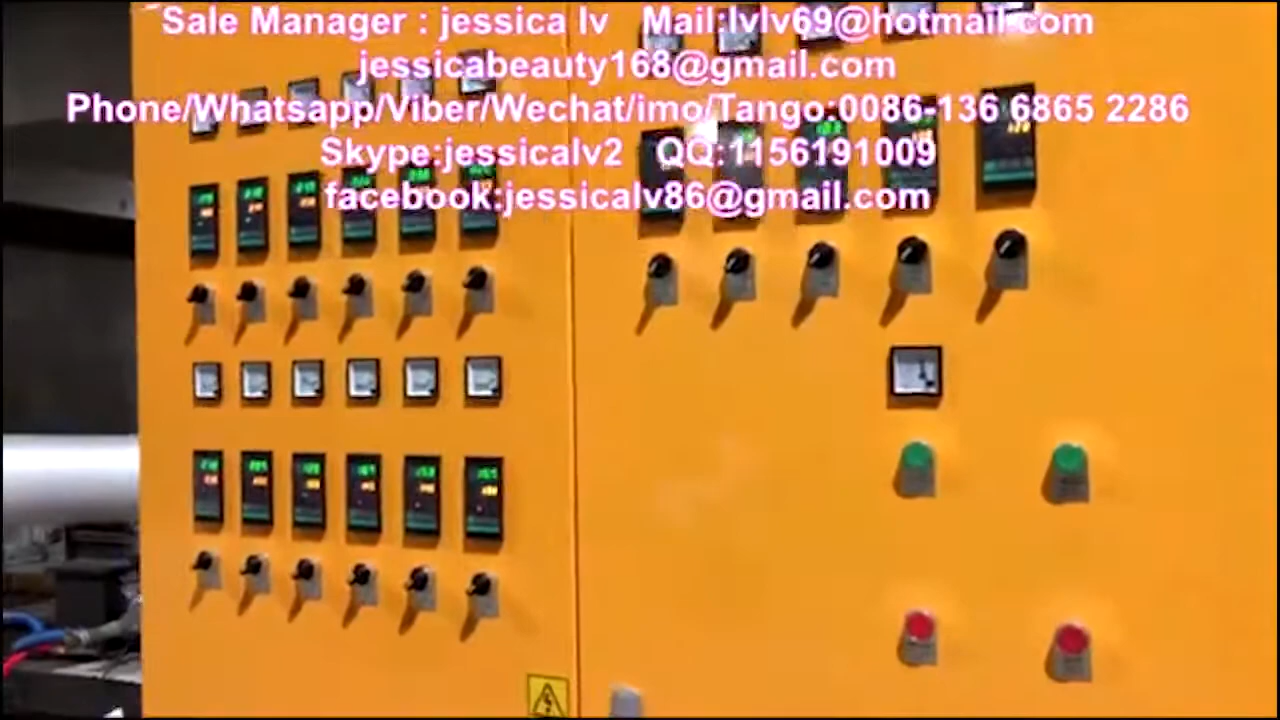 Sale Manager : jessica lv Mail:lvlv69@hotmail.com
jessicabeauty168@gmail.com
Phone/Whatsapp/Viber/Wechat/imo/Tango:0086-136 6865 2286
Skype:jessicalv2 QQ:1156191009
facebook:jessicalv86@gmail.com